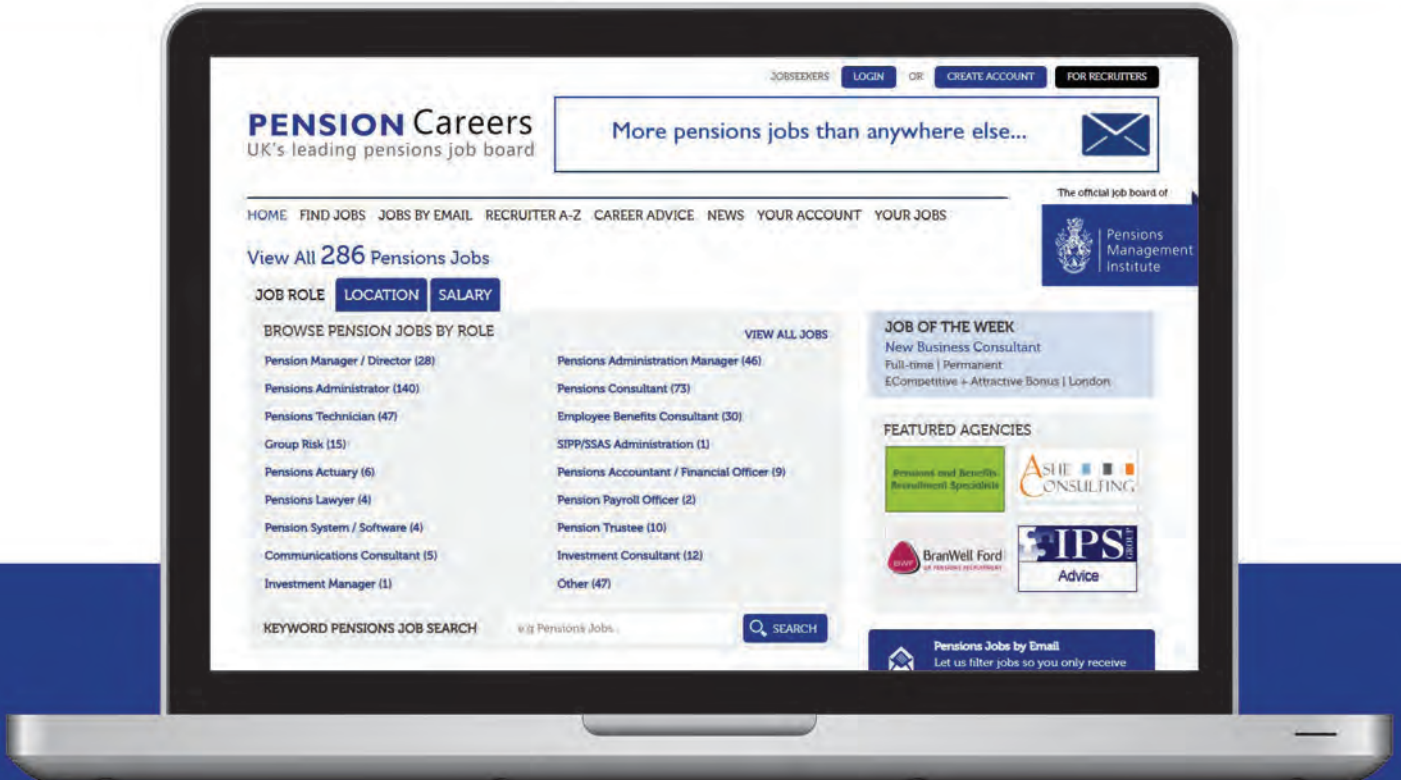 JOBSEEKERS LOGIN OR CREATE ACCOUNT FOR RECRUITERS
PENSION Careers
UK's leading pensions job board
More pensions jobs than anywhere else...
The official job board of
Pensions
Management
Institute
HOME FIND JOBS JOBS BY EMAIL RECRUITER A-Z CAREER ADVICE NEWS YOUR ACCOUNT YOUR JOBS
View All 286 Pensions Jobs
JOB ROLE LOCATION SALARY
BROWSE PENSION JOBS BY ROLE VIEW ALL JOBS
Pension Manager / Director (28) Pensions Administration Manager (46)
Pensions Administrator (140) Pensions Consultant (73)
Pensions Technician (47) Employee Benefits Consultant (30)
Group Risk (15) SIPP/SSAS Administration (1)
Pensions Actuary (6) Pensions Accountant / Financial Officer (9)
Pensions Lawyer (4) Pension Payroll Officer (2)
Pension System / Software (4) Pension Trustee (10)
Communications Consultant (5) Investment Consultant (12)
Investment Manager (1) Other (47)
KEYWORD PENSIONS JOB SEARCH e.g Pensions Jobs.. SEARCH
JOB OF THE WEEK
New Business Consultant
Full-time | Permanent
£Competitive + Attractive Bonus | London
FEATURED AGENCIES
Pensions and Benefits
Recruitment Specialists
ASHE
CONSULTING
BWF BranWell Ford
UK PENSIONS RECRUITMENT
IPS GROUP
Advice
Pensions Jobs by Email
Let us filter jobs so you only receive